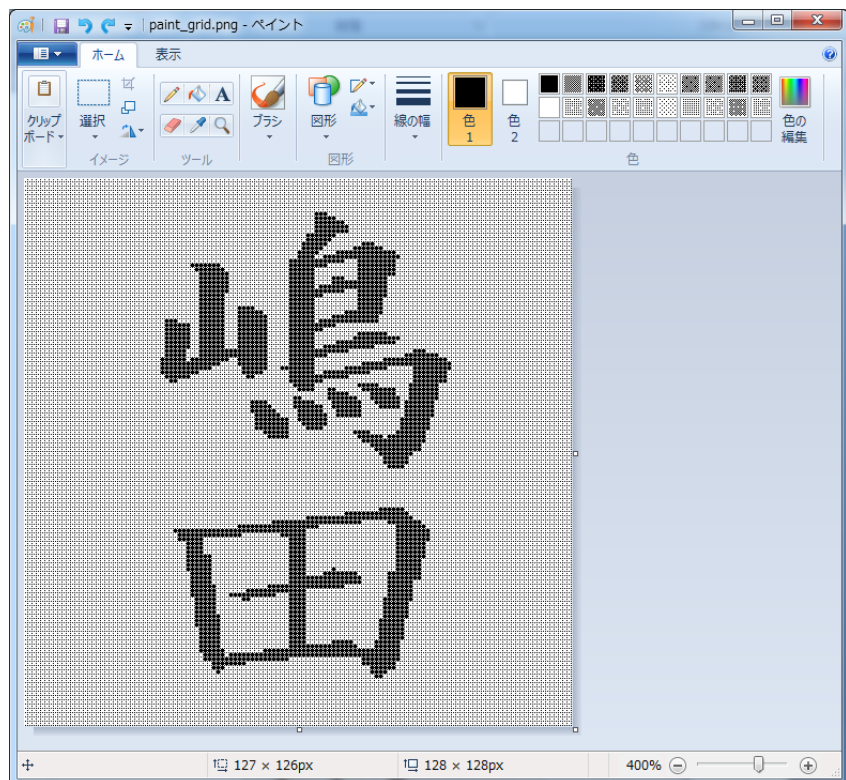 paint_grid.png - ペイント
ホーム 表示
クリップボード 選択 A ブラシ 図形 線の幅 色1 色2 色の編集
イメージ ツール 図形 色
嶋
田
127 × 126px 128 × 128px 400%